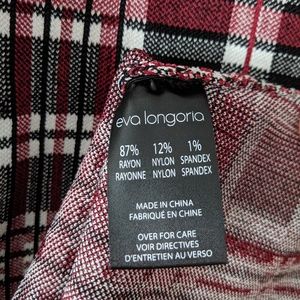 eva longoria
87% 12% 1%
RAYON NYLON SPANDEX
RAYONNE NYLON SPANDEX
MADE IN CHINA
FABRIQUÉ EN CHINE
OVER FOR CARE
VOIR DIRECTIVES
D'ENTRETIEN AU VERSO